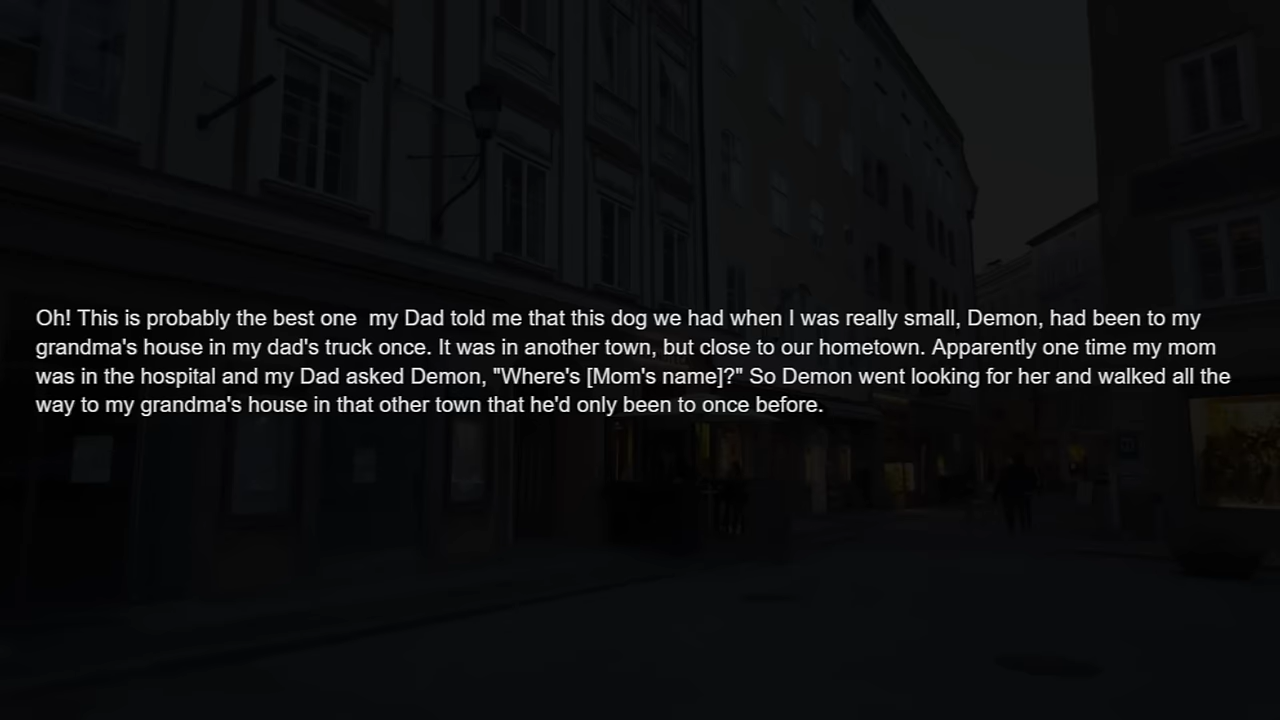 Oh! This is probably the best one  my Dad told me that this dog we had when I was really small, Demon, had been to my
grandma's house in my dad's truck once. It was in another town, but close to our hometown. Apparently one time my mom
was in the hospital and my Dad asked Demon, "Where's [Mom's name]?" So Demon went looking for her and walked all the
way to my grandma's house in that other town that he'd only been to once before.